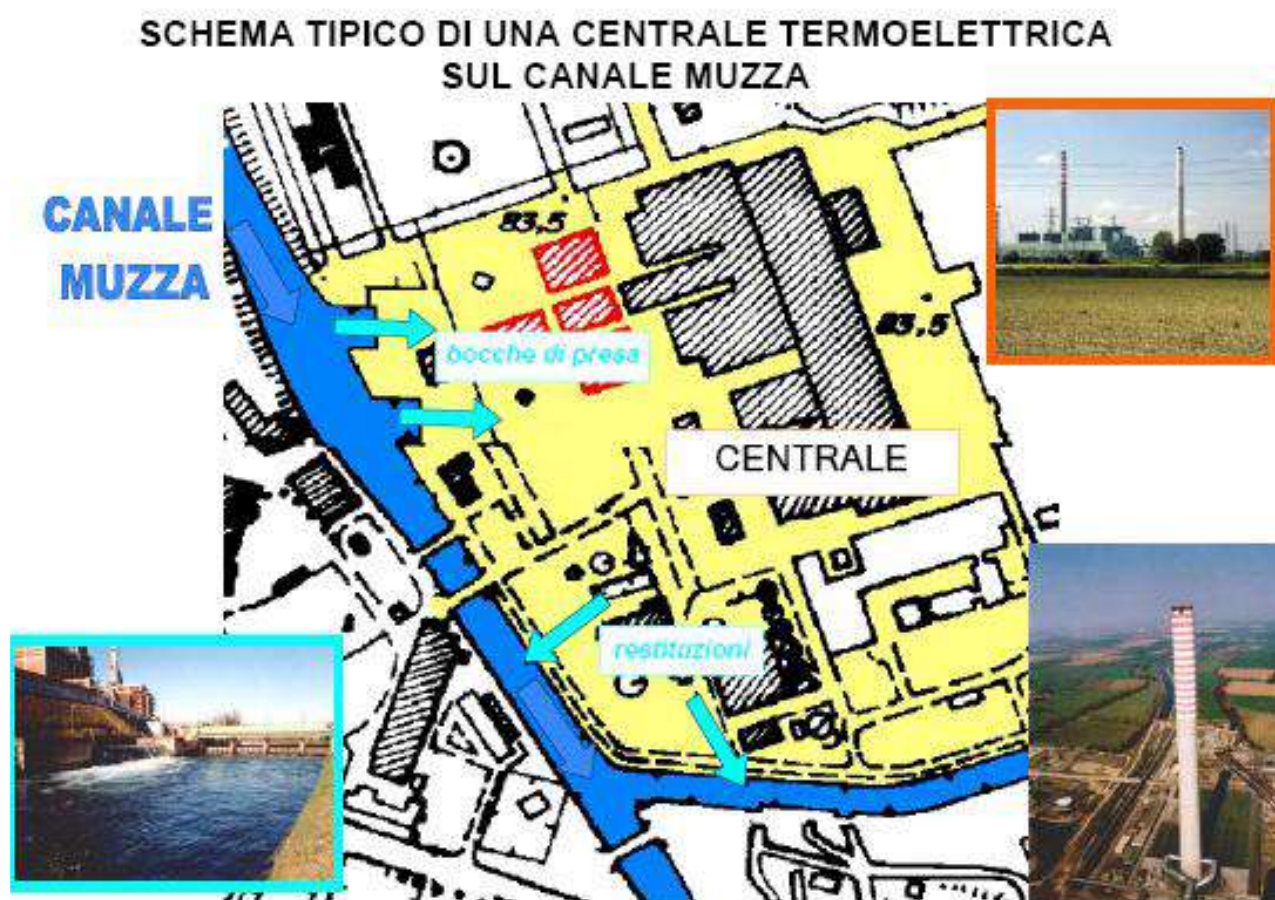 SCHEMA TIPICO DI UNA CENTRALE TERMOELETTRICA
SUL CANALE MUZZA
CANALE
MUZZA
83,5
83,5
bocche di presa
CENTRALE
restituzioni